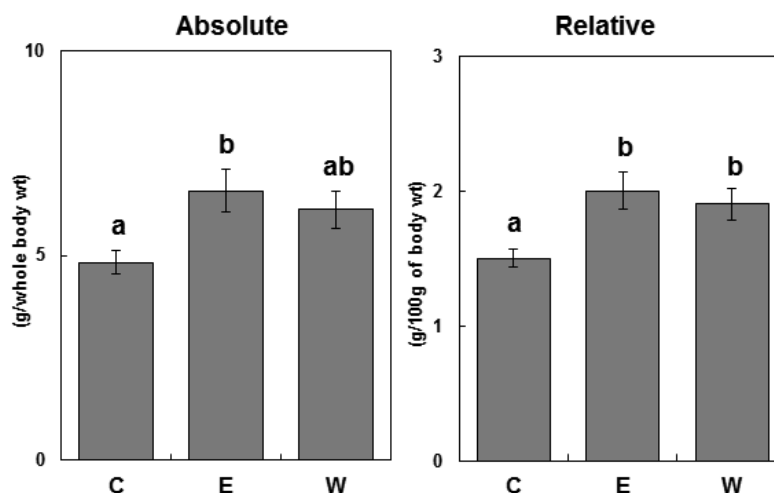 Absolute
(g/whole body wt)
10
5
0
a
b
ab
C E W
Relative
(g/100g of body wt)
3
2
1
0
a
b
b
C E W